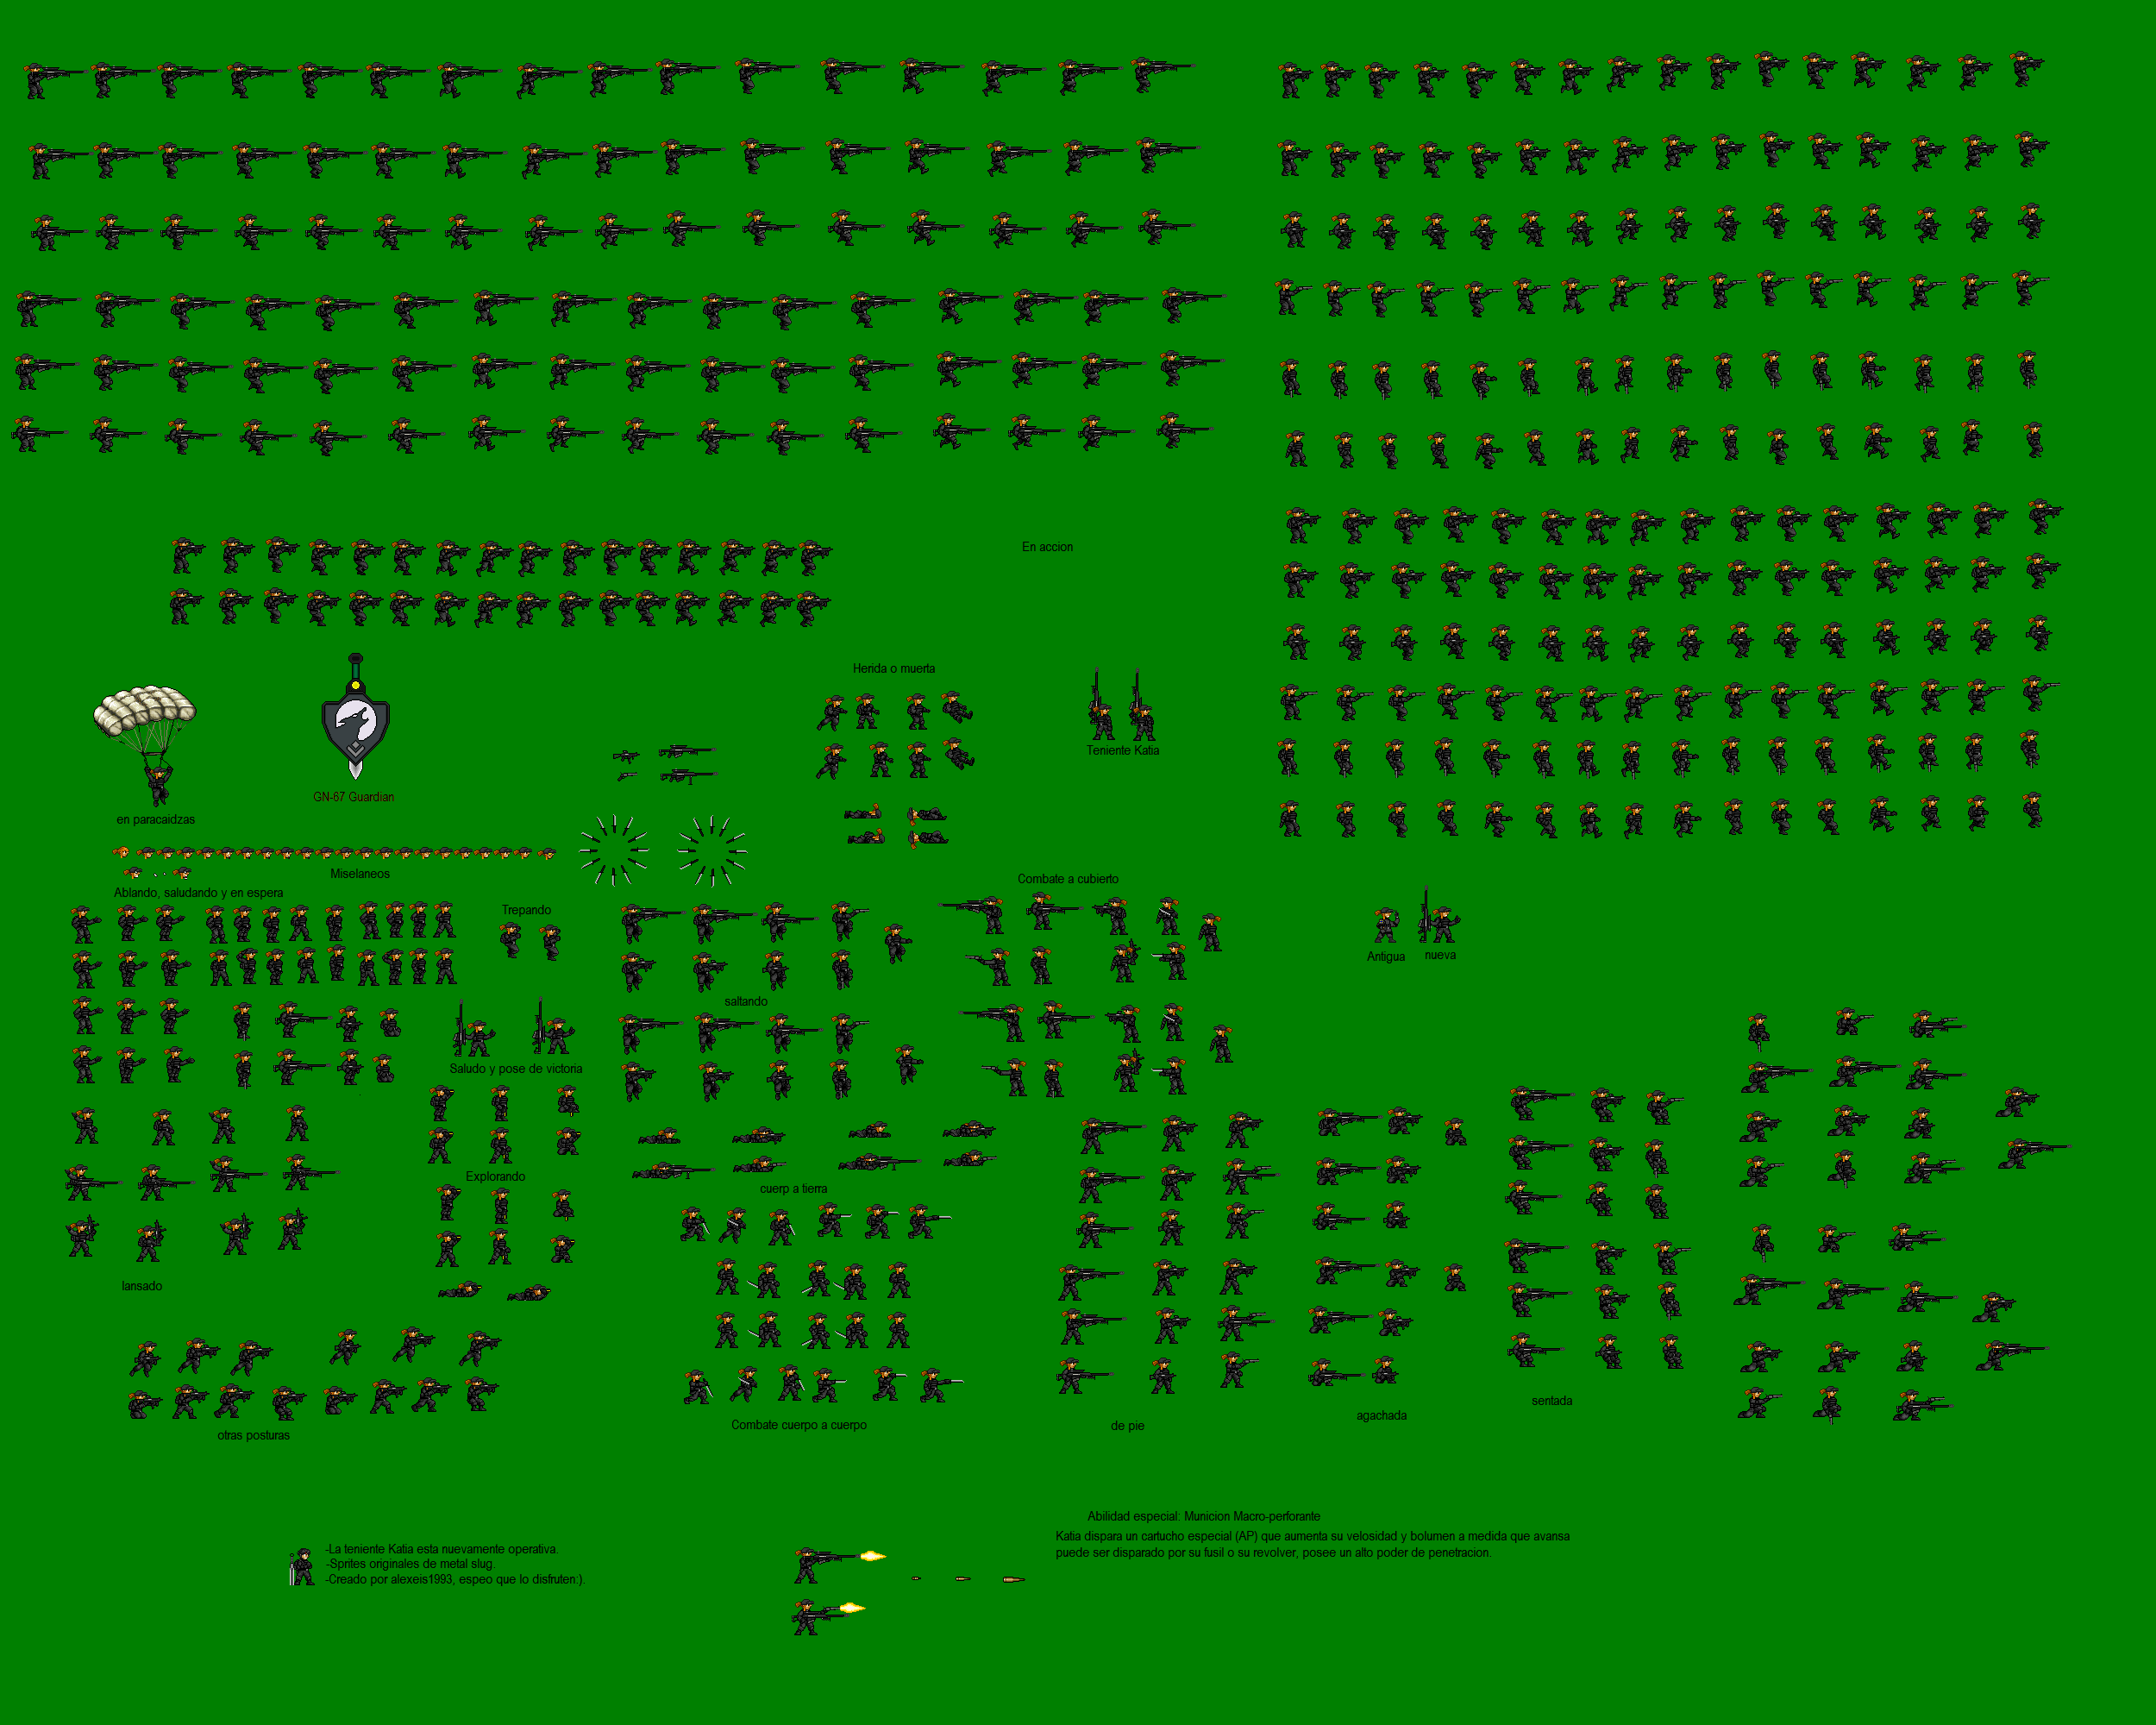 En accion
Herida o muerta
Teniente Katia
GN-67 Guardian
en paracaidzas
Miselaneos
Combate a cubierto
Ablando, saludando y en espera
Trepando
Antigua
nueva
saltando
Saludo y pose de victoria
Explorando
cuerp a tierra
lansado
sentada
agachada
Combate cuerpo a cuerpo
de pie
otras posturas
Abilidad especial: Municion Macro-perforante
Katia dispara un cartucho especial (AP) que aumenta su velosidad y bolumen a medida que avansa
puede ser disparado por su fusil o su revolver, posee un alto poder de penetracion.
-La teniente Katia esta nuevamente operativa.
-Sprites originales de metal slug.
-Creado por alexeis1993, espeo que lo disfruten:).